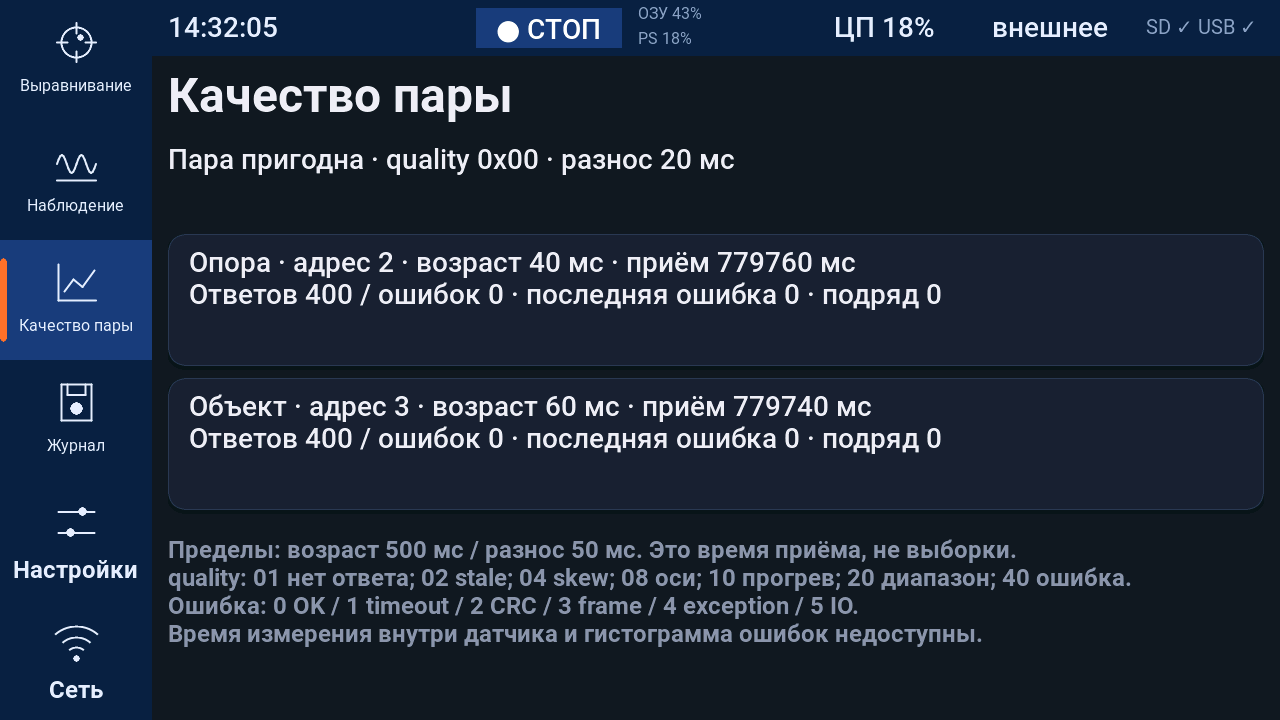 14:32:05
● СТОП
ОЗУ 43%
PS 18%
ЦП 18%
внешнее
SD ✓ USB ✓
Выравнивание
Наблюдение
Качество пары
Журнал
Настройки
Сеть
Качество пары
Пара пригодна · quality 0x00 · разнос 20 мс
Опора · адрес 2 · возраст 40 мс · приём 779760 мс
Ответов 400 / ошибок 0 · последняя ошибка 0 · подряд 0
Объект · адрес 3 · возраст 60 мс · приём 779740 мс
Ответов 400 / ошибок 0 · последняя ошибка 0 · подряд 0
Пределы: возраст 500 мс / разнос 50 мс. Это время приёма, не выборки.
quality: 01 нет ответа; 02 stale; 04 skew; 08 оси; 10 прогрев; 20 диапазон; 40 ошибка.
Ошибка: 0 OK / 1 timeout / 2 CRC / 3 frame / 4 exception / 5 IO.
Время измерения внутри датчика и гистограмма ошибок недоступны.